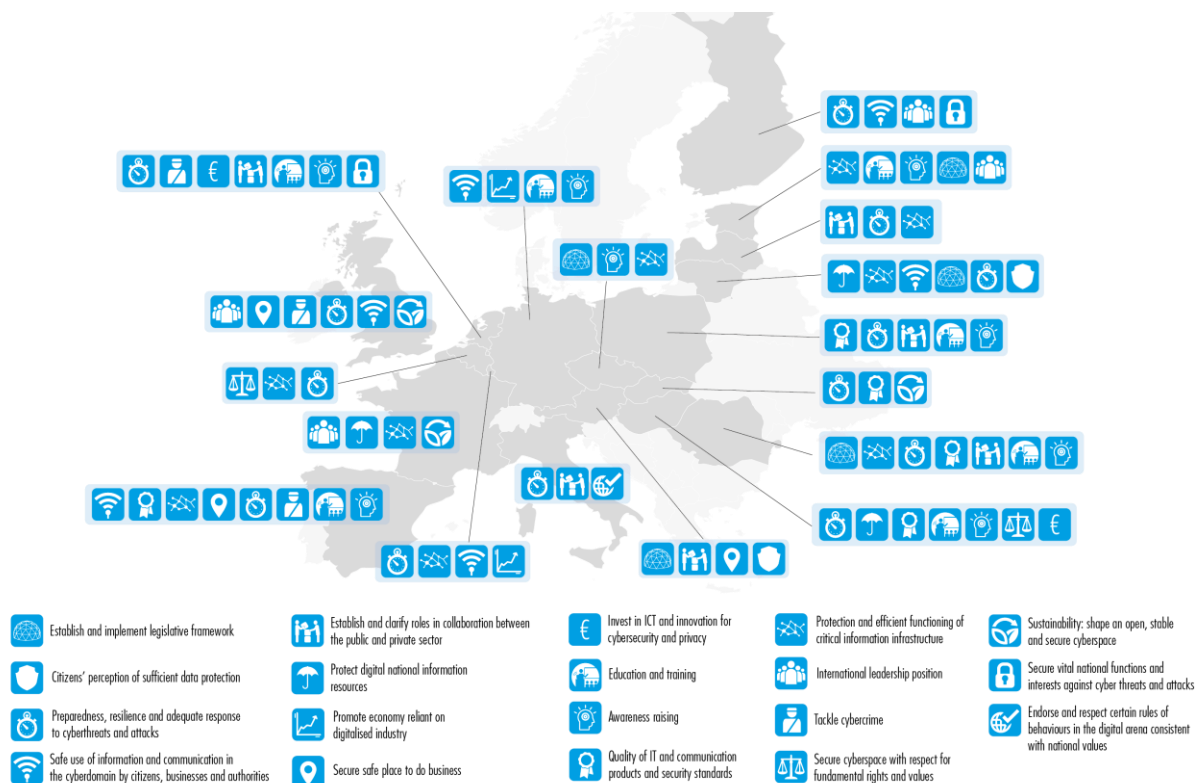 Establish and implement legislative framework
Citizens' perception of sufficient data protection
Preparedness, resilience and adequate response
to cyberthreats and attacks
Safe use of information and communication in
the cyberdomain by citizens, businesses and authorities
Establish and clarify roles in collaboration between
the public and private sector
Protect digital national information
resources
Promote economy reliant on
digitalised industry
Secure safe place to do business
€
Invest in ICT and innovation for
cybersecurity and privacy
Education and training
Awareness raising
Quality of IT and communication
products and security standards
Protection and efficient functioning of
critical information infrastructure
International leadership position
Tackle cybercrime
Secure cyberspace with respect for
fundamental rights and values
Sustainability: shape an open, stable
and secure cyberspace
Secure vital national functions and
interests against cyber threats and attacks
Endorse and respect certain rules of
behaviours in the digital arena consistent
with national values